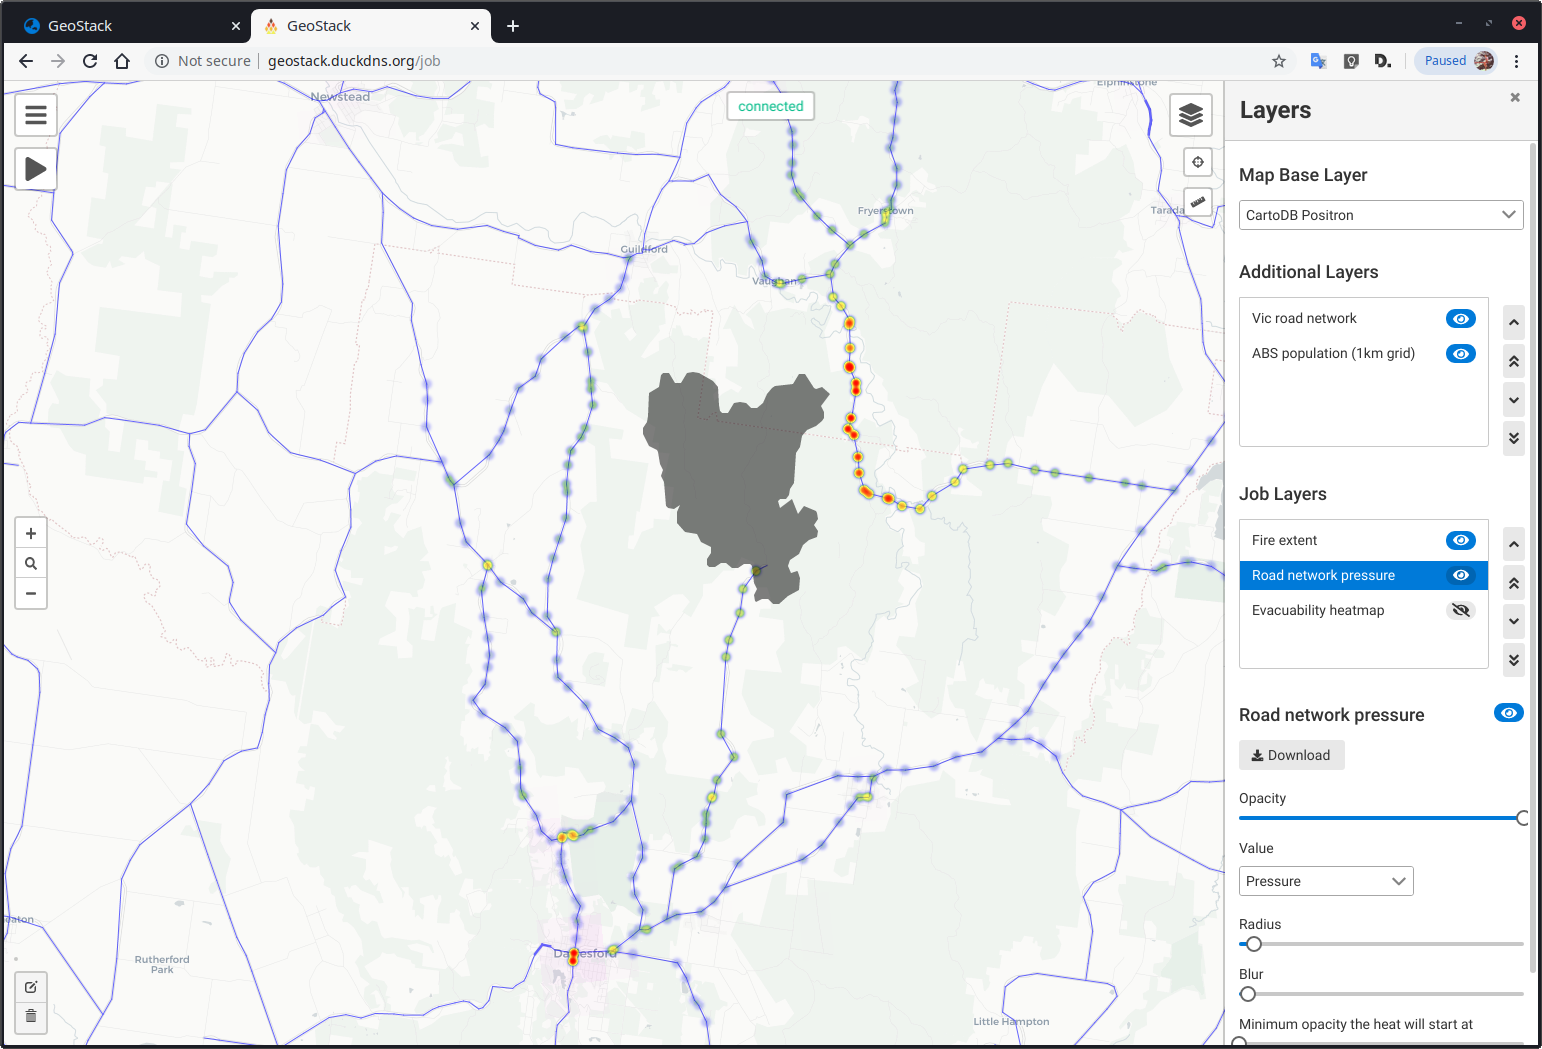 GeoStack
GeoStack
Not secure
geostack.duckdns.org/job
Paused
Newstead
connected
Elphinstone
Fryerstown
Tarada
Guildford
Vaughan
eaton
Rutherford
Park
Daylesford
Little Hampton
Layers
Map Base Layer
CartoDB Positron
Additional Layers
Vic road network
ABS population (1km grid)
Job Layers
Fire extent
Road network pressure
Evacuability heatmap
Road network pressure
Download
Opacity
Value
Pressure
Radius
Blur
Minimum opacity the heat will start at